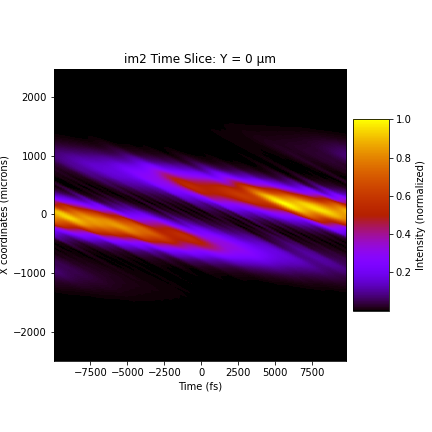 im2 Time Slice: Y = 0 μm
X coordinates (microns)
2000
1000
0
−1000
−2000
−7500 −5000 −2500 0 2500 5000 7500
Time (fs)
1.0
0.8
0.6
0.4
0.2
Intensity (normalized)